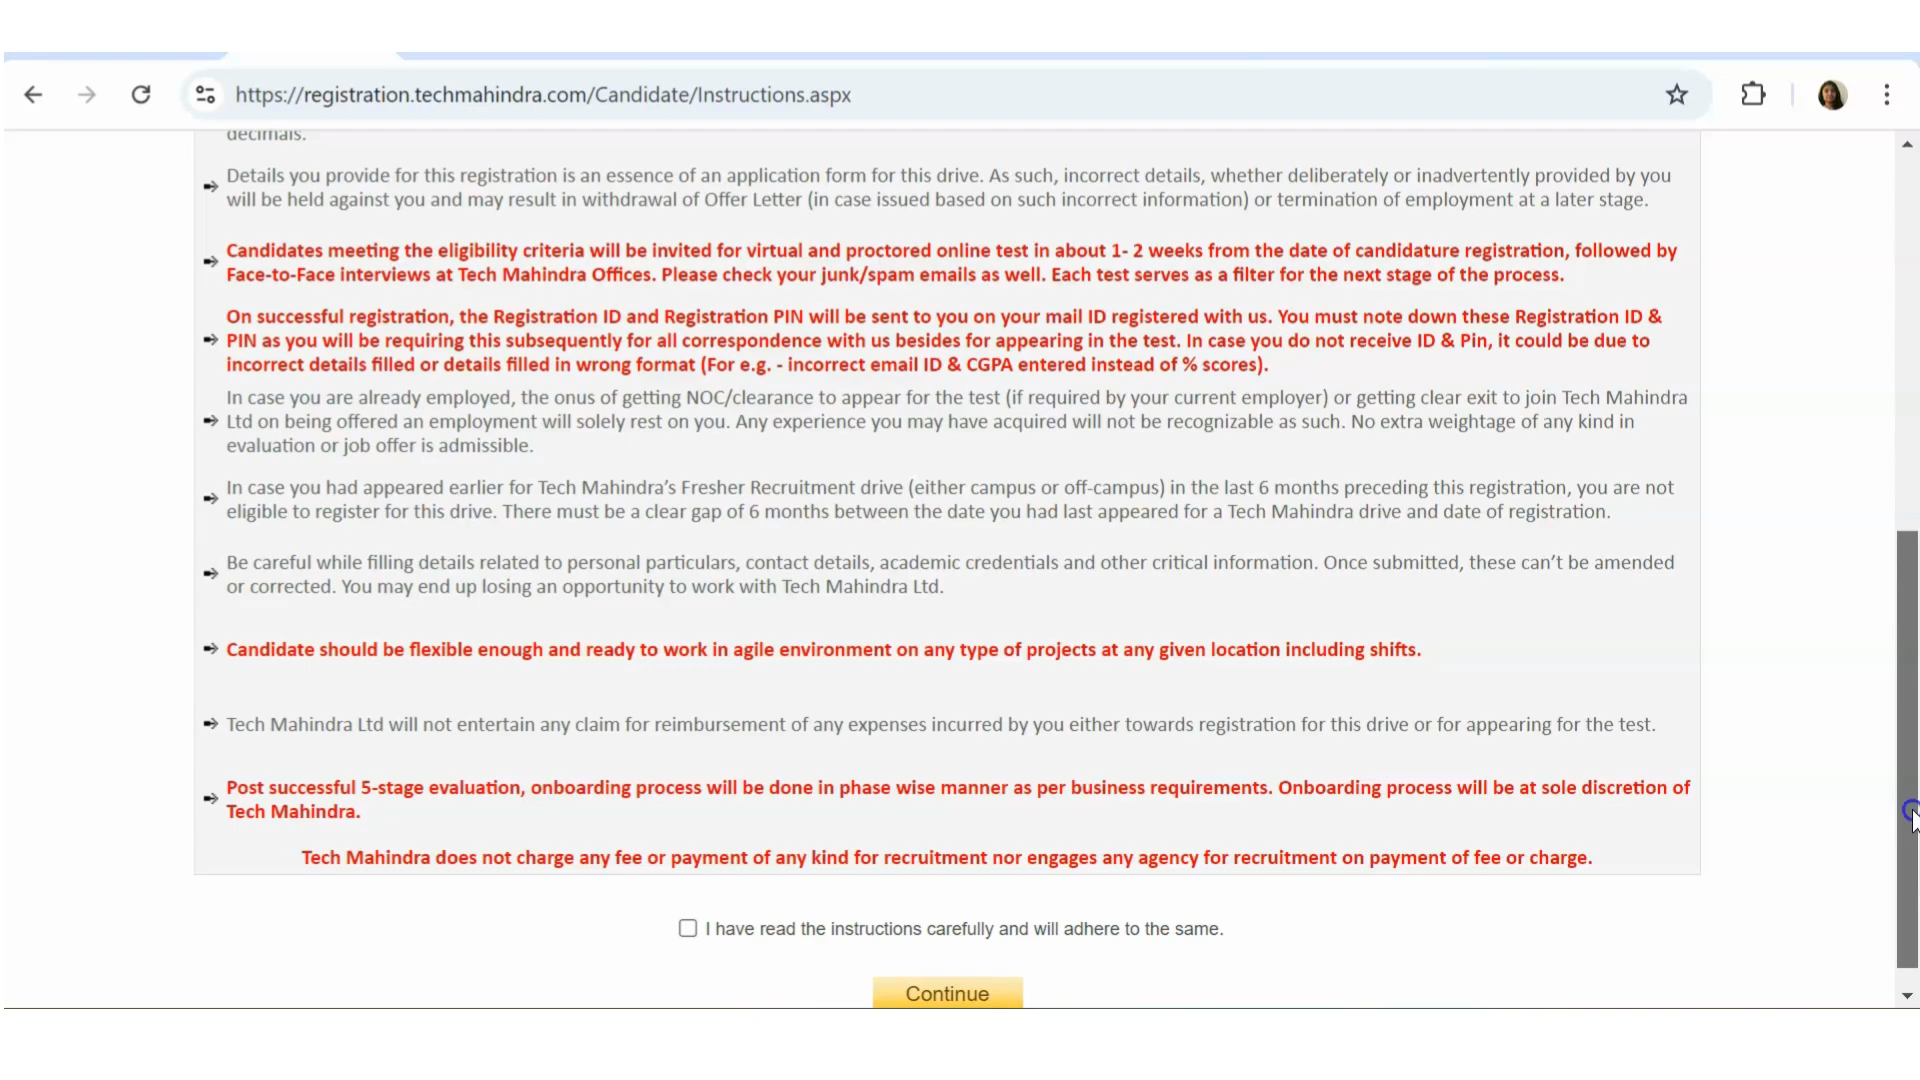 https://registration.techmahindra.com/Candidate/Instructions.aspx
decimals.
Details you provide for this registration is an essence of an application form for this drive. As such, incorrect details, whether deliberately or inadvertently provided by you
will be held against you and may result in withdrawal of Offer Letter (in case issued based on such incorrect information) or termination of employment at a later stage.
Candidates meeting the eligibility criteria will be invited for virtual and proctored online test in about 1- 2 weeks from the date of candidature registration, followed by
Face-to-Face interviews at Tech Mahindra Offices. Please check your junk/spam emails as well. Each test serves as a filter for the next stage of the process.
On successful registration, the Registration ID and Registration PIN will be sent to you on your mail ID registered with us. You must note down these Registration ID &
PIN as you will be requiring this subsequently for all correspondence with us besides for appearing in the test. In case you do not receive ID & Pin, it could be due to
incorrect details filled or details filled in wrong format (For e.g. - incorrect email ID & CGPA entered instead of % scores).
In case you are already employed, the onus of getting NOC/clearance to appear for the test (if required by your current employer) or getting clear exit to join Tech Mahindra
Ltd on being offered an employment will solely rest on you. Any experience you may have acquired will not be recognizable as such. No extra weightage of any kind in
evaluation or job offer is admissible.
In case you had appeared earlier for Tech Mahindra's Fresher Recruitment drive (either campus or off-campus) in the last 6 months preceding this registration, you are not
eligible to register for this drive. There must be a clear gap of 6 months between the date you had last appeared for a Tech Mahindra drive and date of registration.
Be careful while filling details related to personal particulars, contact details, academic credentials and other critical information. Once submitted, these can't be amended
or corrected. You may end up losing an opportunity to work with Tech Mahindra Ltd.
Candidate should be flexible enough and ready to work in agile environment on any type of projects at any given location including shifts.
Tech Mahindra Ltd will not entertain any claim for reimbursement of any expenses incurred by you either towards registration for this drive or for appearing for the test.
Post successful 5-stage evaluation, onboarding process will be done in phase wise manner as per business requirements. Onboarding process will be at sole discretion of
Tech Mahindra.
Tech Mahindra does not charge any fee or payment of any kind for recruitment nor engages any agency for recruitment on payment of fee or charge.
I have read the instructions carefully and will adhere to the same.
Continue